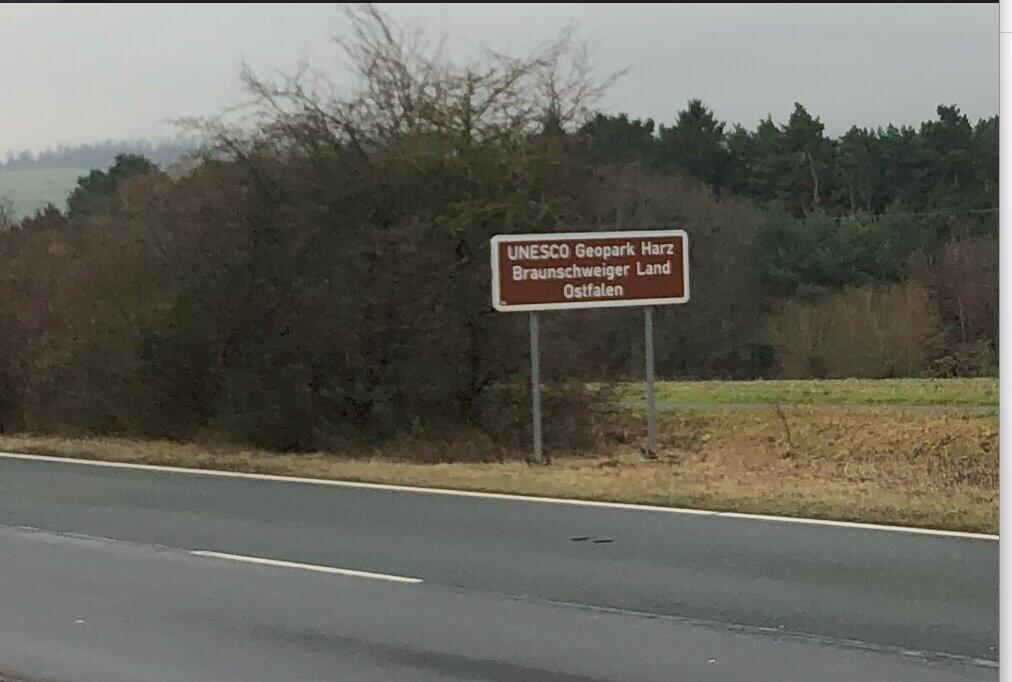 UNESCO Geopark Harz
Braunschweiger Land
Ostfalen